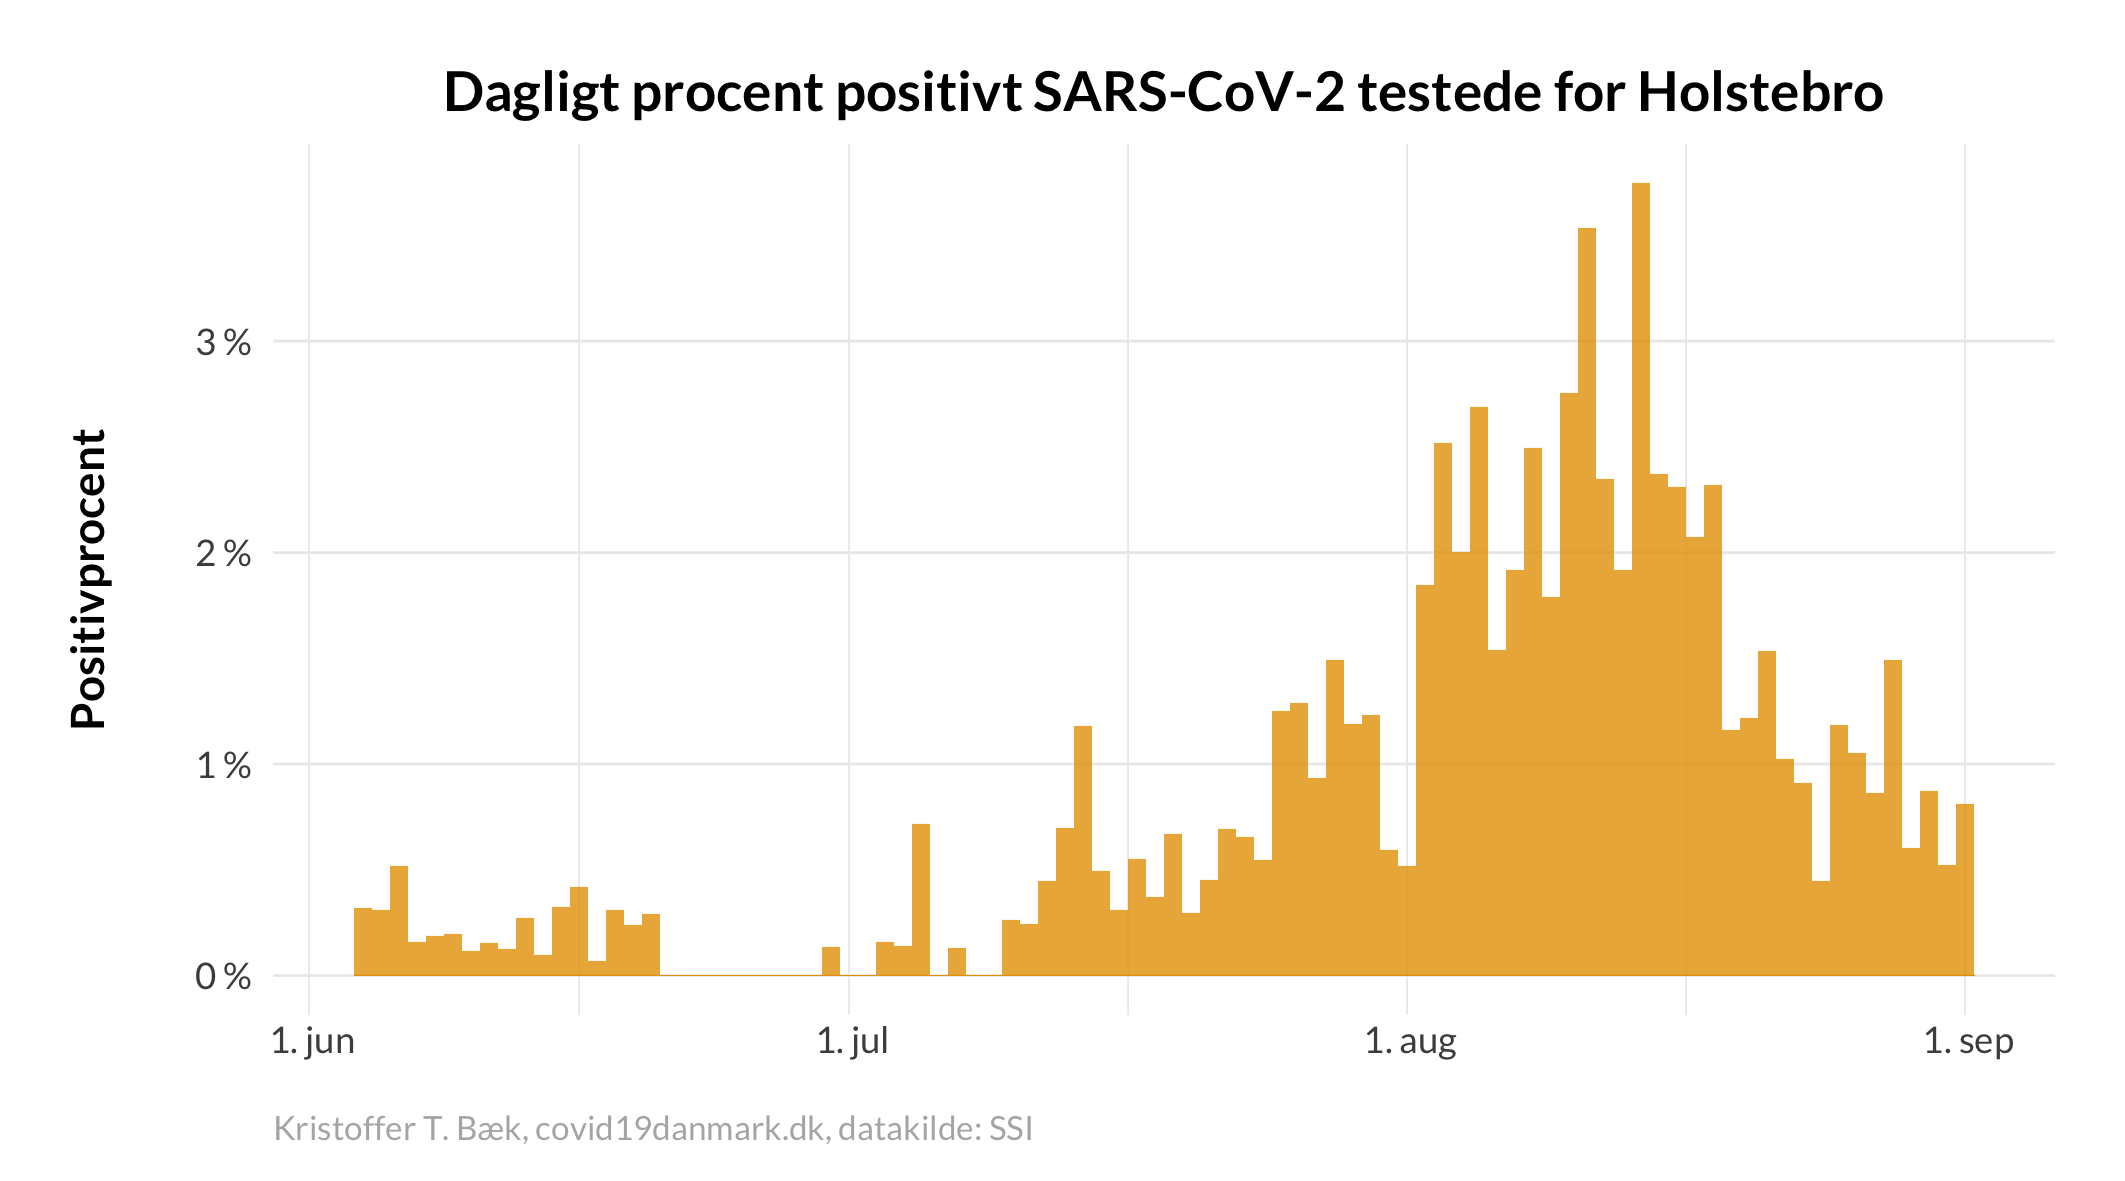 Dagligt procent positivt SARS-CoV-2 testede for Holstebro
Positivprocent
3 %
2 %
1 %
0 %
1. jun
1. jul
1. aug
1. sep
Kristoffer T. Bæk, covid19danmark.dk, datakilde: SSI